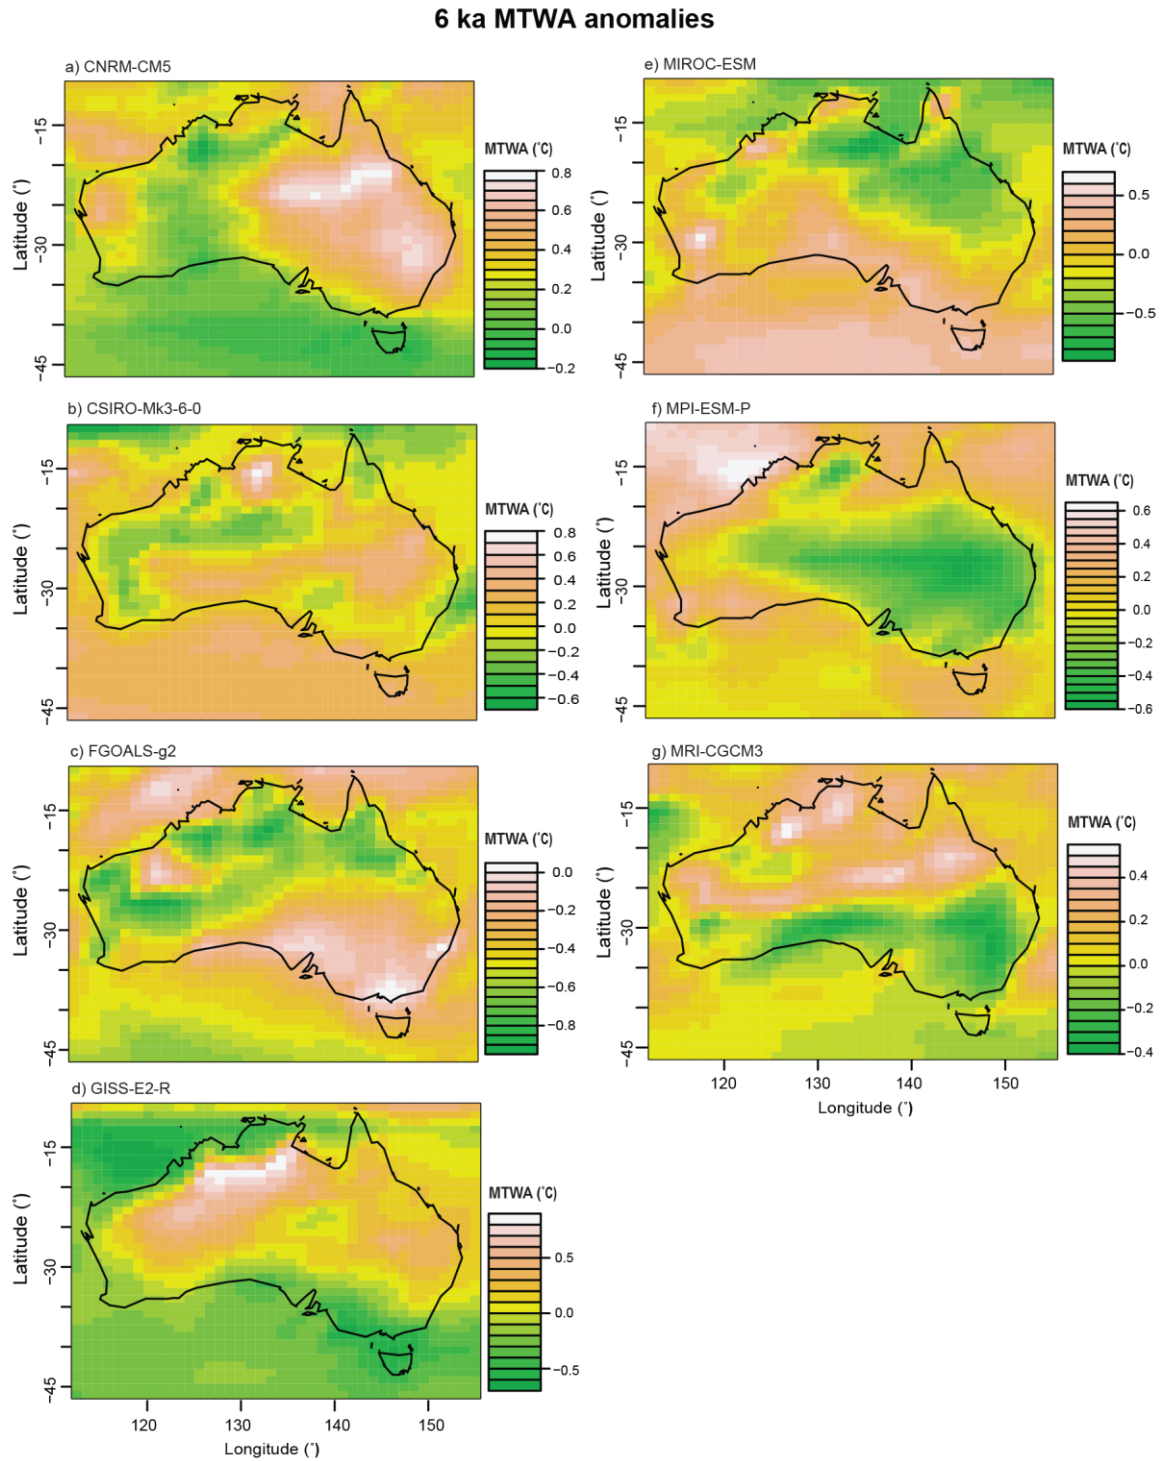 6 ka MTWA anomalies
a) CNRM-CM5
−15
−30
−45
Latitude (°)
MTWA (°C)
0.8
0.6
0.4
0.2
0.0
−0.2
b) CSIRO-Mk3-6-0
−15
−30
−45
Latitude (°)
MTWA (°C)
0.8
0.6
0.4
0.2
0.0
−0.2
−0.4
−0.6
c) FGOALS-g2
−15
−30
−45
Latitude (°)
MTWA (°C)
0.0
−0.2
−0.4
−0.6
−0.8
d) GISS-E2-R
−15
−30
−45
Latitude (°)
MTWA (°C)
0.5
0.0
−0.5
120 130 140 150
Longitude (°)
e) MIROC-ESM
−15
−30
−45
Latitude (°)
MTWA (°C)
0.5
0.0
−0.5
f) MPI-ESM-P
−15
−30
−45
Latitude (°)
MTWA (°C)
0.6
0.4
0.2
0.0
−0.2
−0.4
−0.6
g) MRI-CGCM3
−15
−30
−45
Latitude (°)
MTWA (°C)
0.4
0.2
0.0
−0.2
−0.4
120 130 140 150
Longitude (°)